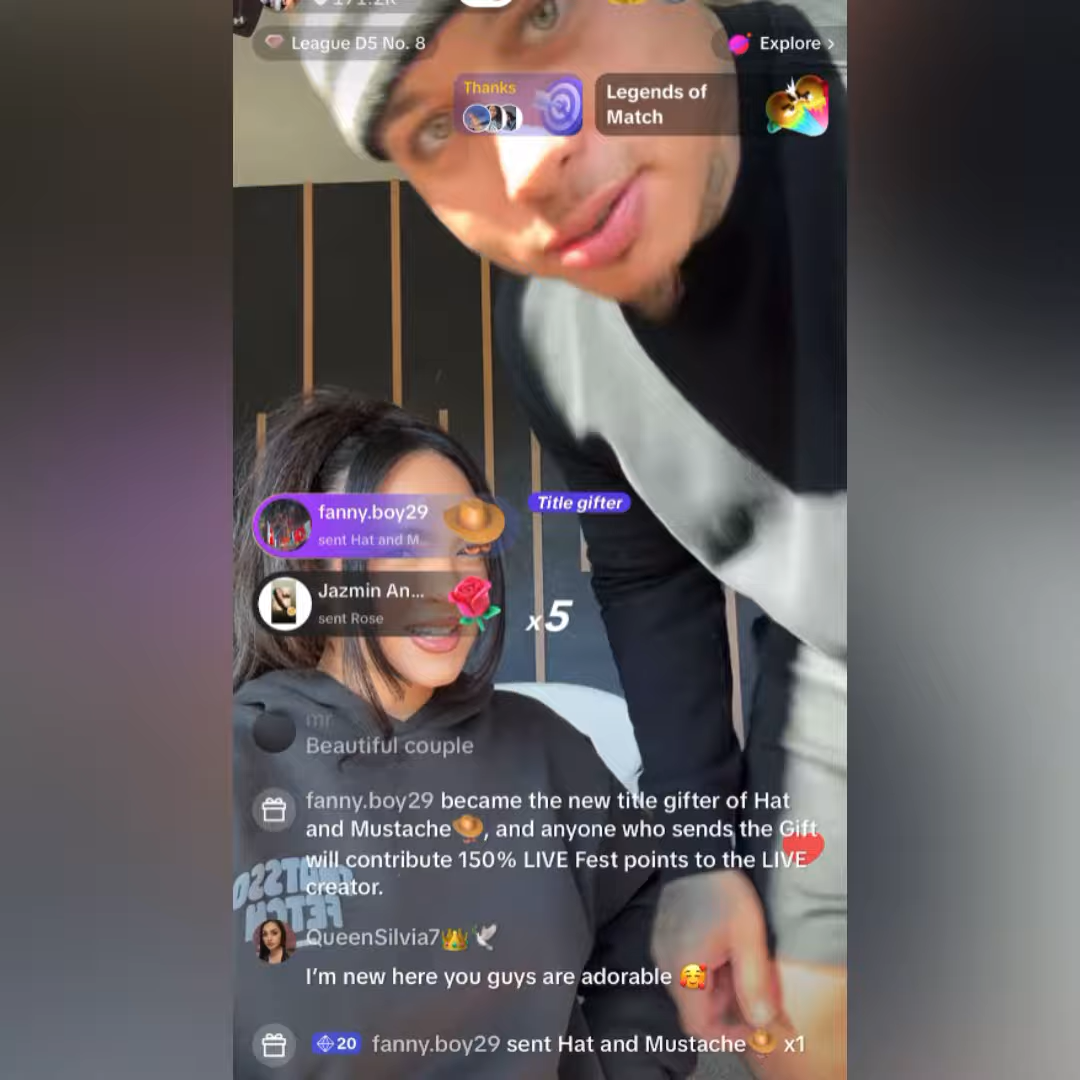 League D5 No. 8
Explore >
Thanks
Legends of
Match
fanny.boy29
sent Hat and M...
Title gifter
Jazmin An...
sent Rose
x5
mr
Beautiful couple
fanny.boy29 became the new title gifter of Hat
and Mustache, and anyone who sends the Gift
will contribute 150% LIVE Fest points to the LIVE
creator.
QueenSilvia7
I'm new here you guys are adorable 🥰
20 fanny.boy29 sent Hat and Mustache x1